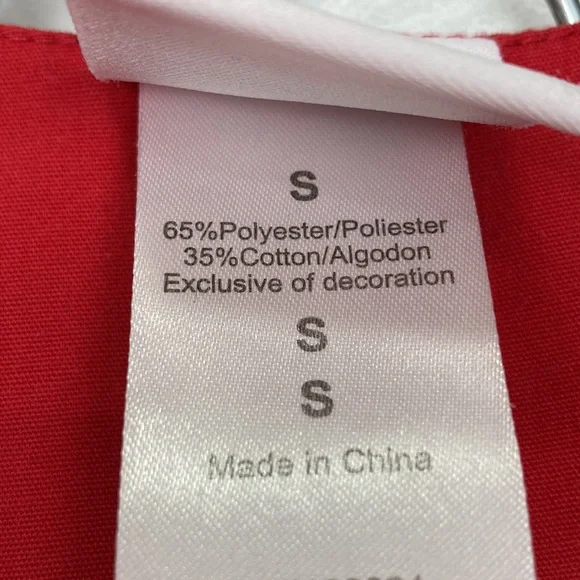 S
65%Polyester/Poliester
35%Cotton/Algodon
Exclusive of decoration
S
S
Made in China